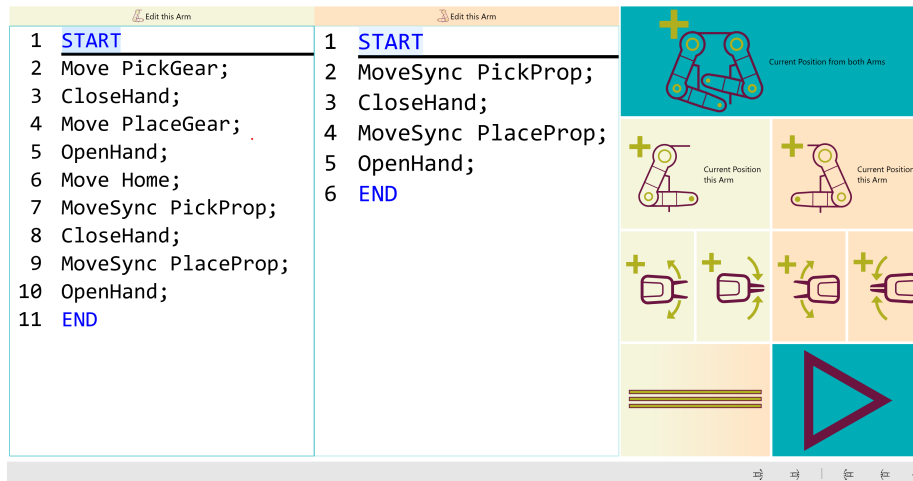 Edit this Arm
1 START
2 Move PickGear;
3 CloseHand;
4 Move PlaceGear;
5 OpenHand;
6 Move Home;
7 MoveSync PickProp;
8 CloseHand;
9 MoveSync PlaceProp;
10 OpenHand;
11 END
Edit this Arm
1 START
2 MoveSync PickProp;
3 CloseHand;
4 MoveSync PlaceProp;
5 OpenHand;
6 END
Current Position from both Arms
Current Position
this Arm
Current Position
this Arm